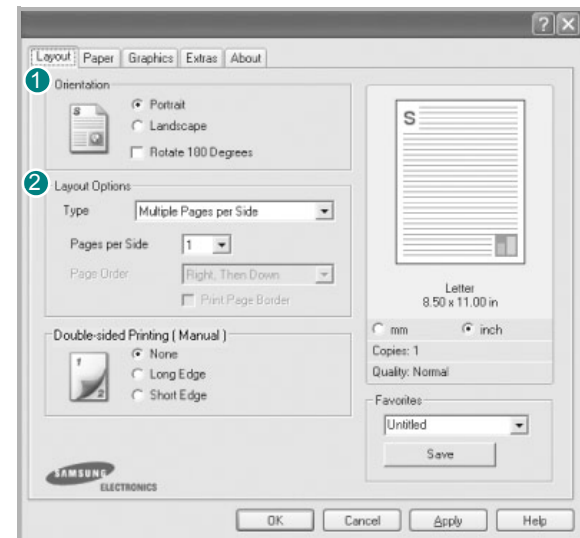 Layout Paper Graphics Extras About
1
Orientation
Portrait
Landscape
Rotate 180 Degrees
2
Layout Options
Type Multiple Pages per Side
Pages per Side 1
Page Order Right, Then Down
Print Page Border
Double-sided Printing ( Manual )
None
Long Edge
Short Edge
S
Letter
8.50 x 11.00 in
mm inch
Copies: 1
Quality: Normal
Favorites
Untitled
Save
SAMSUNG
ELECTRONICS
OK Cancel Apply Help